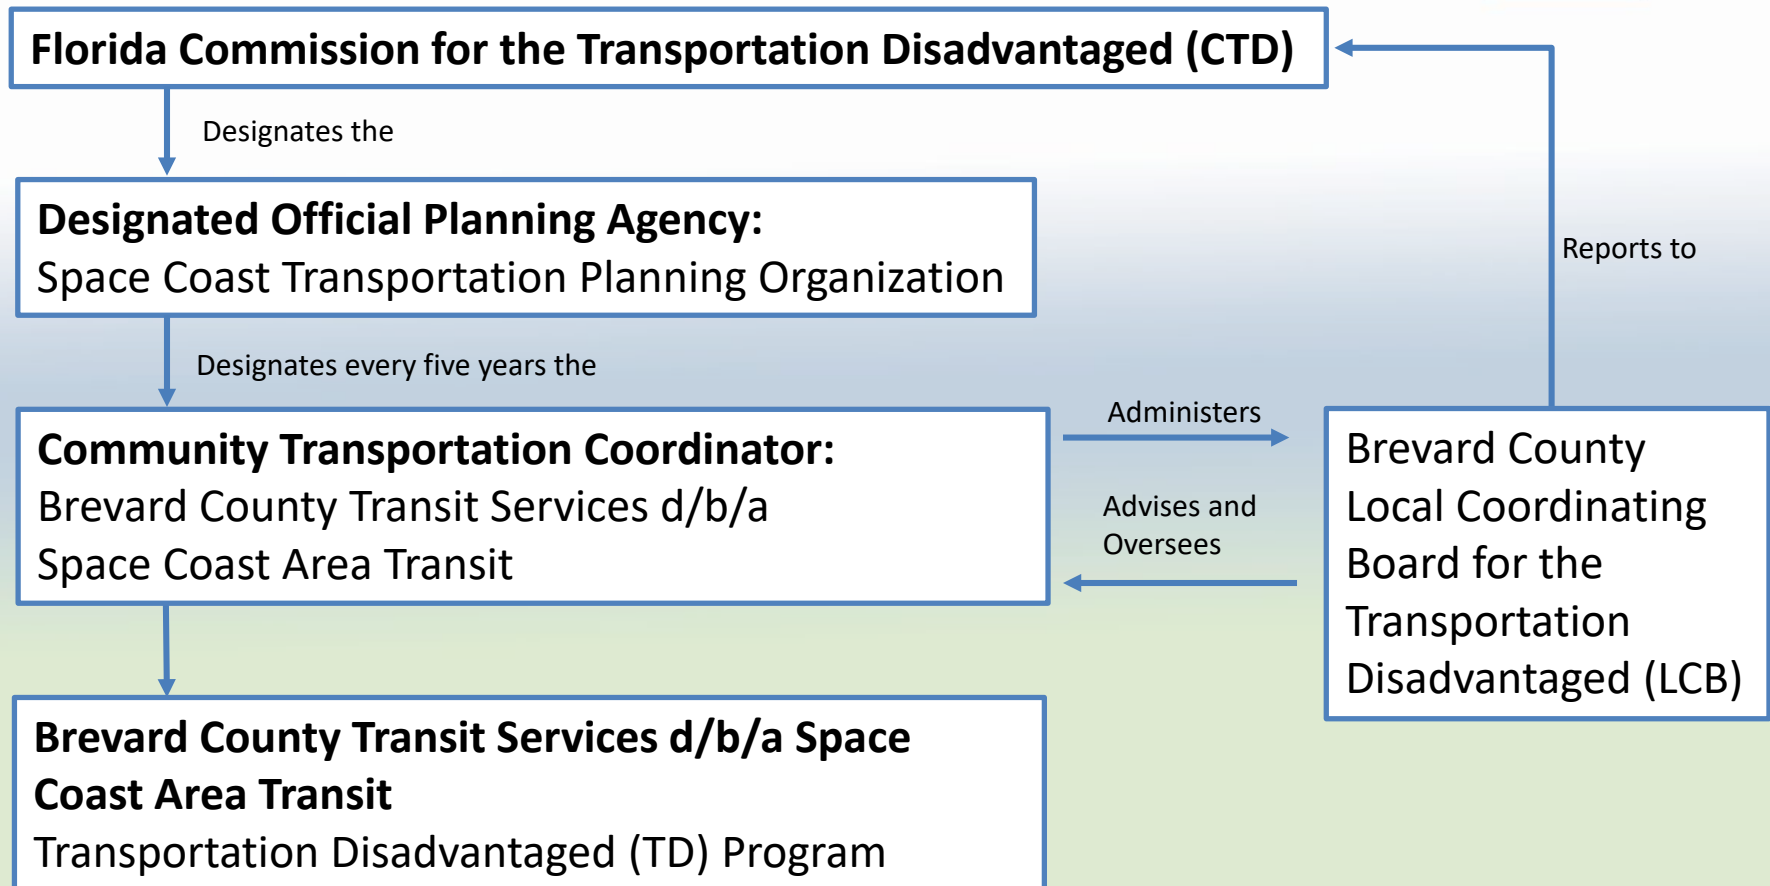 Florida Commission for the Transportation Disadvantaged (CTD)
Designates the
Designated Official Planning Agency:
Space Coast Transportation Planning Organization
Reports to
Designates every five years the
Community Transportation Coordinator:
Brevard County Transit Services d/b/a
Space Coast Area Transit
Administers
Advises and
Oversees
Brevard County
Local Coordinating
Board for the
Transportation
Disadvantaged (LCB)
Brevard County Transit Services d/b/a Space
Coast Area Transit
Transportation Disadvantaged (TD) Program